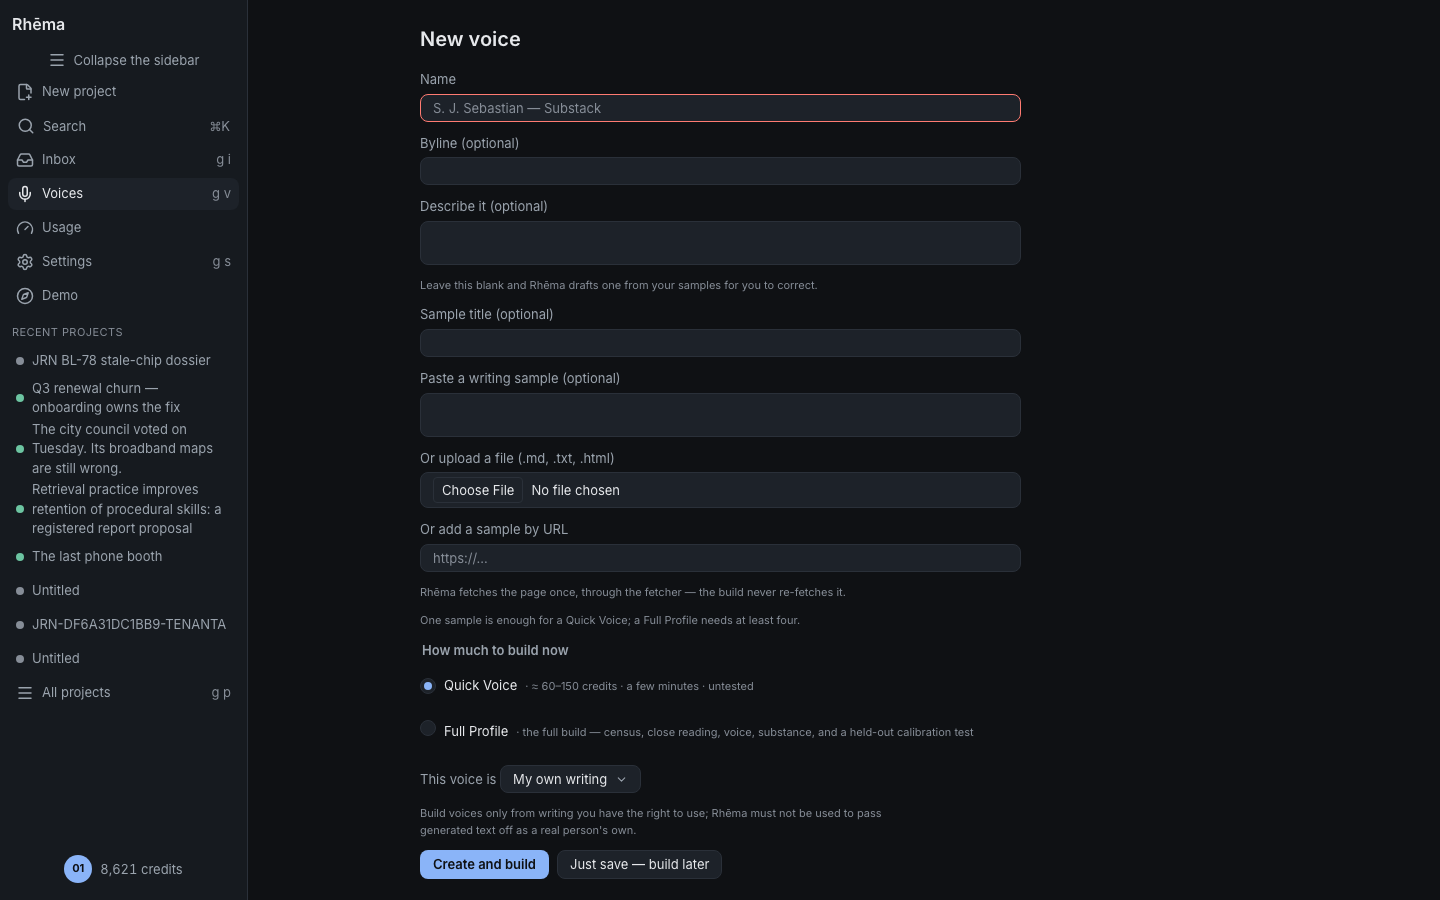 Rhēma
Collapse the sidebar
New project
Search ⌘K
Inbox g i
Voices g v
Usage
Settings g s
Demo
RECENT PROJECTS
JRN BL-78 stale-chip dossier
Q3 renewal churn —
onboarding owns the fix
The city council voted on
Tuesday. Its broadband maps
are still wrong.
Retrieval practice improves
retention of procedural skills: a
registered report proposal
The last phone booth
Untitled
JRN-DF6A31DC1BB9-TENANTA
Untitled
All projects g p
01 8,621 credits
New voice
Name
S. J. Sebastian — Substack
Byline (optional)
Describe it (optional)
Leave this blank and Rhēma drafts one from your samples for you to correct.
Sample title (optional)
Paste a writing sample (optional)
Or upload a file (.md, .txt, .html)
Choose File No file chosen
Or add a sample by URL
https://...
Rhēma fetches the page once, through the fetcher — the build never re-fetches it.
One sample is enough for a Quick Voice; a Full Profile needs at least four.
How much to build now
Quick Voice · ≈ 60–150 credits · a few minutes · untested
Full Profile · the full build — census, close reading, voice, substance, and a held-out calibration test
This voice is My own writing
Build voices only from writing you have the right to use; Rhēma must not be used to pass
generated text off as a real person's own.
Create and build Just save — build later